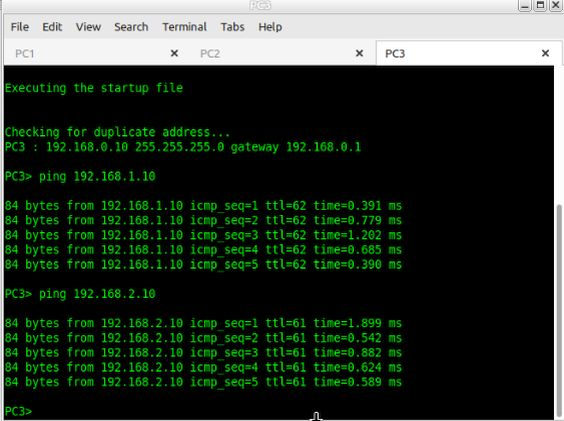 PC3
File Edit View Search Terminal Tabs Help
PC1 × PC2 × PC3 ×
Executing the startup file
Checking for duplicate address...
PC3 : 192.168.0.10 255.255.255.0 gateway 192.168.0.1
PC3> ping 192.168.1.10
84 bytes from 192.168.1.10 icmp_seq=1 ttl=62 time=0.391 ms
84 bytes from 192.168.1.10 icmp_seq=2 ttl=62 time=0.779 ms
84 bytes from 192.168.1.10 icmp_seq=3 ttl=62 time=1.202 ms
84 bytes from 192.168.1.10 icmp_seq=4 ttl=62 time=0.685 ms
84 bytes from 192.168.1.10 icmp_seq=5 ttl=62 time=0.390 ms
PC3> ping 192.168.2.10
84 bytes from 192.168.2.10 icmp_seq=1 ttl=61 time=1.899 ms
84 bytes from 192.168.2.10 icmp_seq=2 ttl=61 time=0.542 ms
84 bytes from 192.168.2.10 icmp_seq=3 ttl=61 time=0.882 ms
84 bytes from 192.168.2.10 icmp_seq=4 ttl=61 time=0.624 ms
84 bytes from 192.168.2.10 icmp_seq=5 ttl=61 time=0.589 ms
PC3>